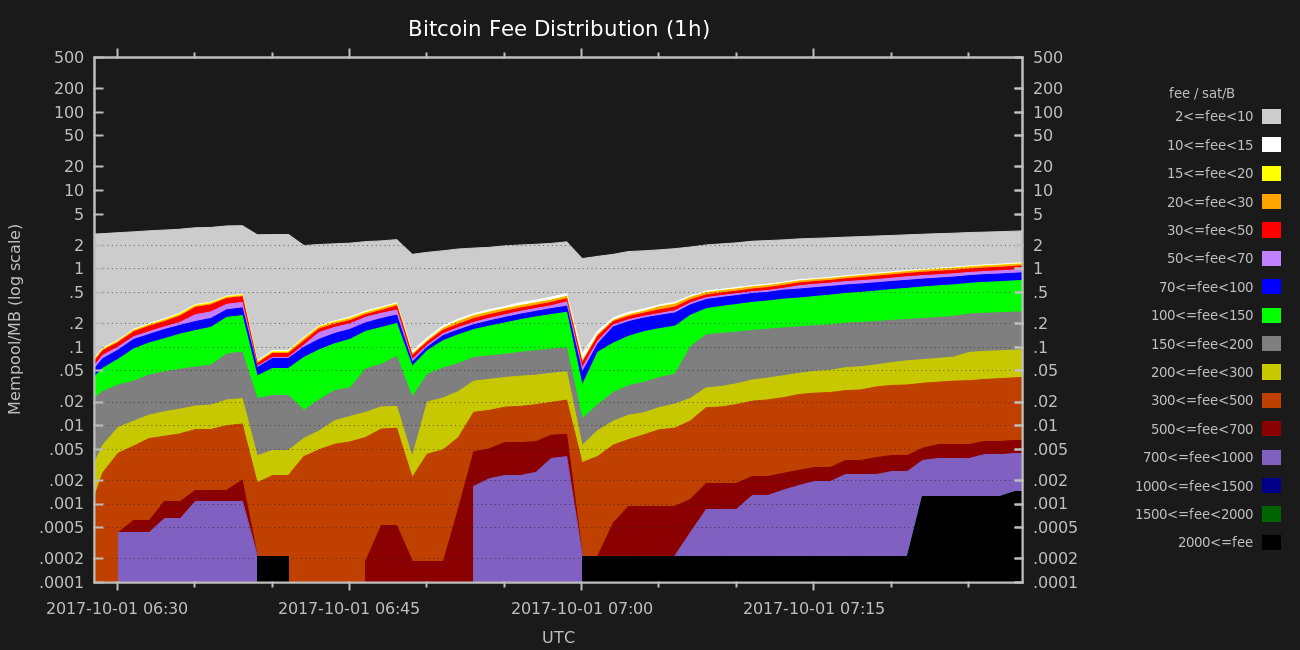 Bitcoin Fee Distribution (1h)
Mempool/MB (log scale)
500
200
100
50
20
10
5
2
1
.5
.2
.1
.05
.02
.01
.005
.002
.001
.0005
.0002
.0001
500
200
100
50
20
10
5
2
1
.5
.2
.1
.05
.02
.01
.005
.002
.001
.0005
.0002
.0001
2017-10-01 06:30
2017-10-01 06:45
2017-10-01 07:00
2017-10-01 07:15
UTC
fee / sat/B
2<=fee<10
10<=fee<15
15<=fee<20
20<=fee<30
30<=fee<50
50<=fee<70
70<=fee<100
100<=fee<150
150<=fee<200
200<=fee<300
300<=fee<500
500<=fee<700
700<=fee<1000
1000<=fee<1500
1500<=fee<2000
2000<=fee